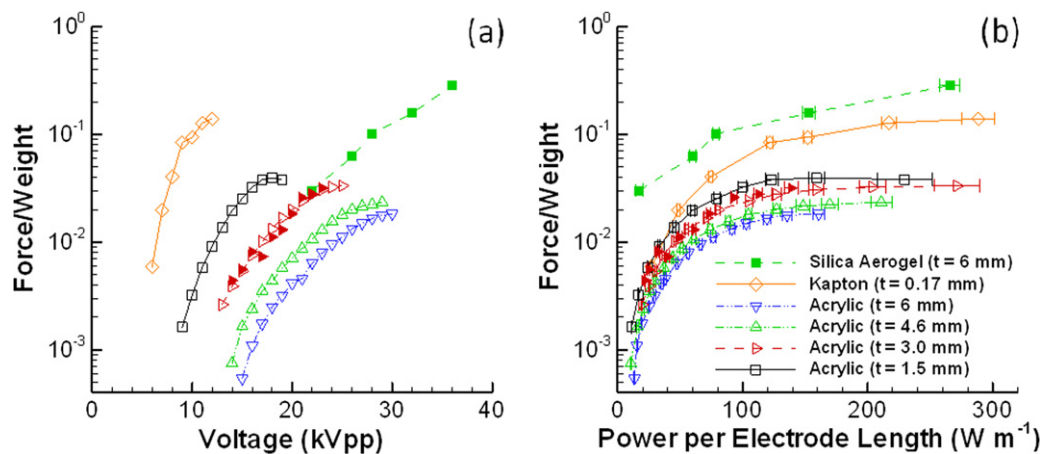 (a)
Force/Weight
10⁰
10⁻¹
10⁻²
10⁻³
0
10
20
30
40
Voltage (kVpp)
(b)
Force/Weight
10⁰
10⁻¹
10⁻²
10⁻³
0
100
200
300
Power per Electrode Length (W m⁻¹)
Silica Aerogel (t = 6 mm)
Kapton (t = 0.17 mm)
Acrylic (t = 6 mm)
Acrylic (t = 4.6 mm)
Acrylic (t = 3.0 mm)
Acrylic (t = 1.5 mm)